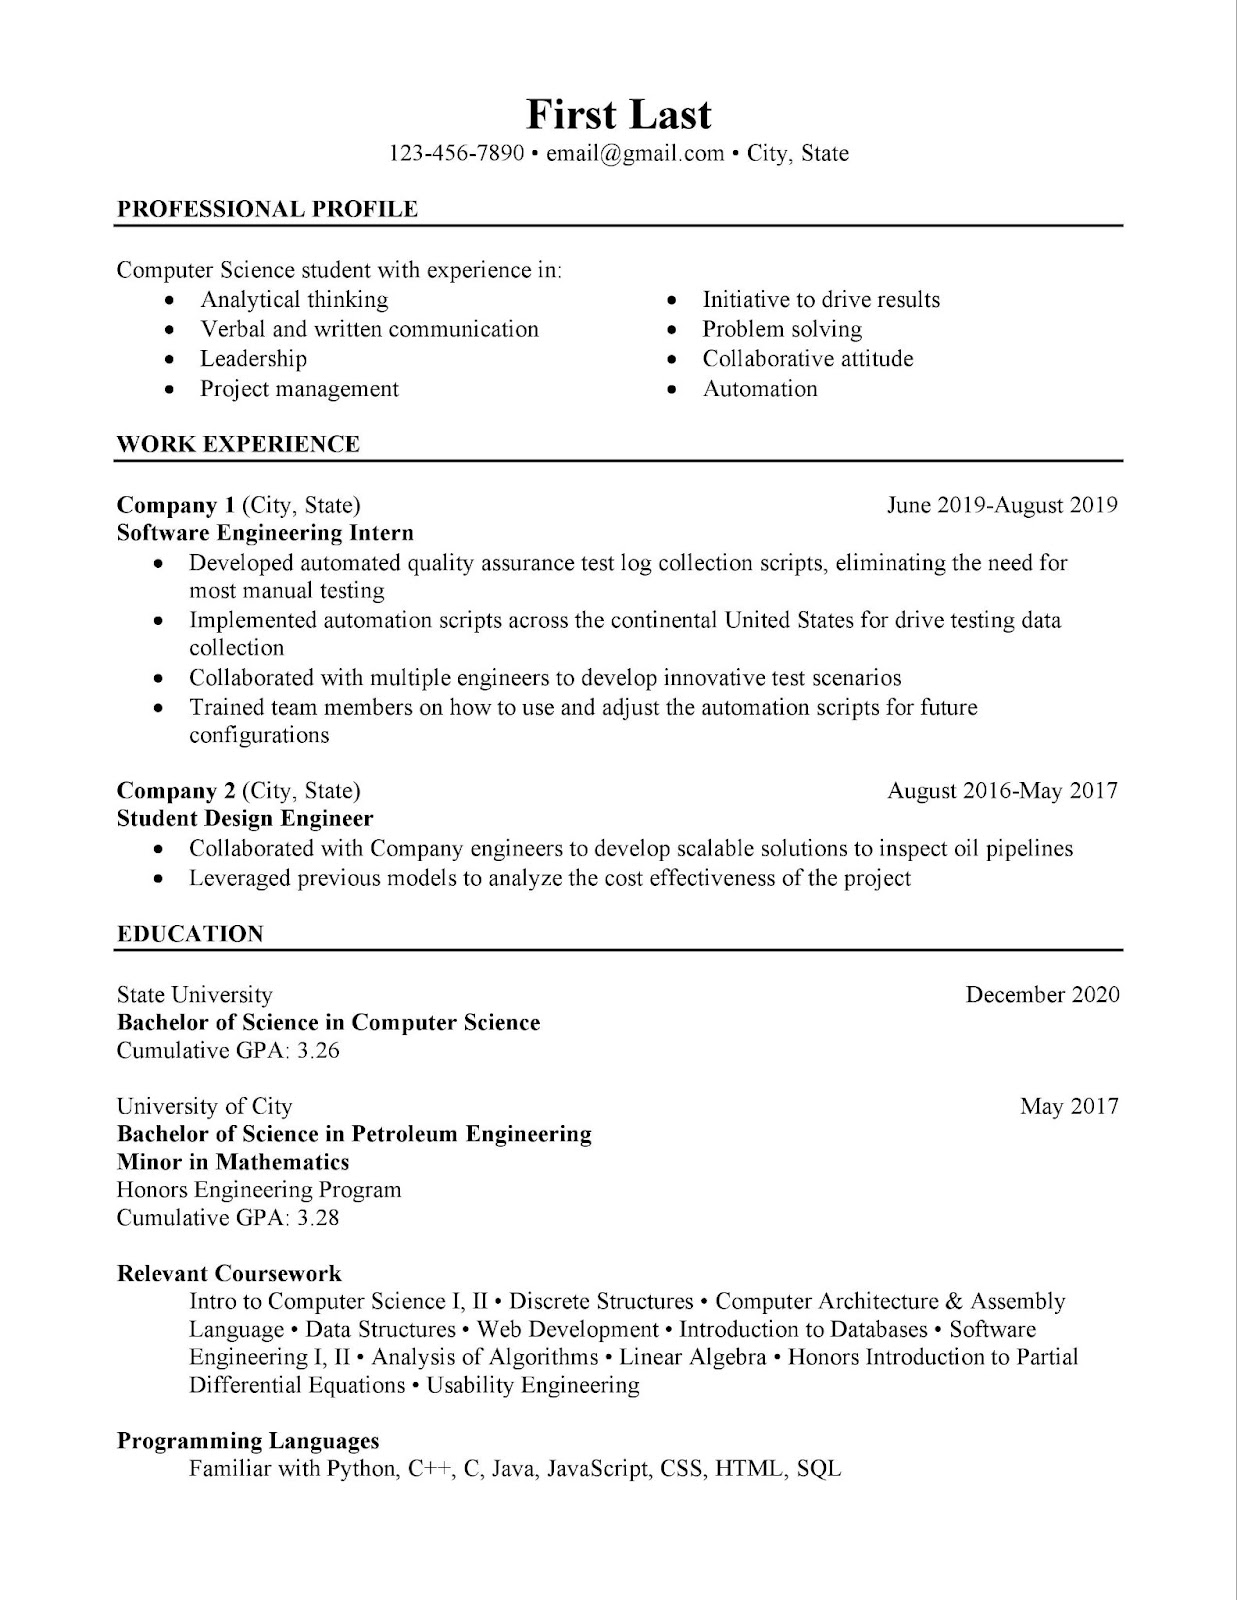 First Last
123-456-7890 • email@gmail.com • City, State
PROFESSIONAL PROFILE
Computer Science student with experience in:
• Analytical thinking
• Verbal and written communication
• Leadership
• Project management
• Initiative to drive results
• Problem solving
• Collaborative attitude
• Automation
WORK EXPERIENCE
Company 1 (City, State) June 2019-August 2019
Software Engineering Intern
• Developed automated quality assurance test log collection scripts, eliminating the need for
most manual testing
• Implemented automation scripts across the continental United States for drive testing data
collection
• Collaborated with multiple engineers to develop innovative test scenarios
• Trained team members on how to use and adjust the automation scripts for future
configurations
Company 2 (City, State) August 2016-May 2017
Student Design Engineer
• Collaborated with Company engineers to develop scalable solutions to inspect oil pipelines
• Leveraged previous models to analyze the cost effectiveness of the project
EDUCATION
State University December 2020
Bachelor of Science in Computer Science
Cumulative GPA: 3.26
University of City May 2017
Bachelor of Science in Petroleum Engineering
Minor in Mathematics
Honors Engineering Program
Cumulative GPA: 3.28
Relevant Coursework
Intro to Computer Science I, II • Discrete Structures • Computer Architecture & Assembly
Language • Data Structures • Web Development • Introduction to Databases • Software
Engineering I, II • Analysis of Algorithms • Linear Algebra • Honors Introduction to Partial
Differential Equations • Usability Engineering
Programming Languages
Familiar with Python, C++, C, Java, JavaScript, CSS, HTML, SQL